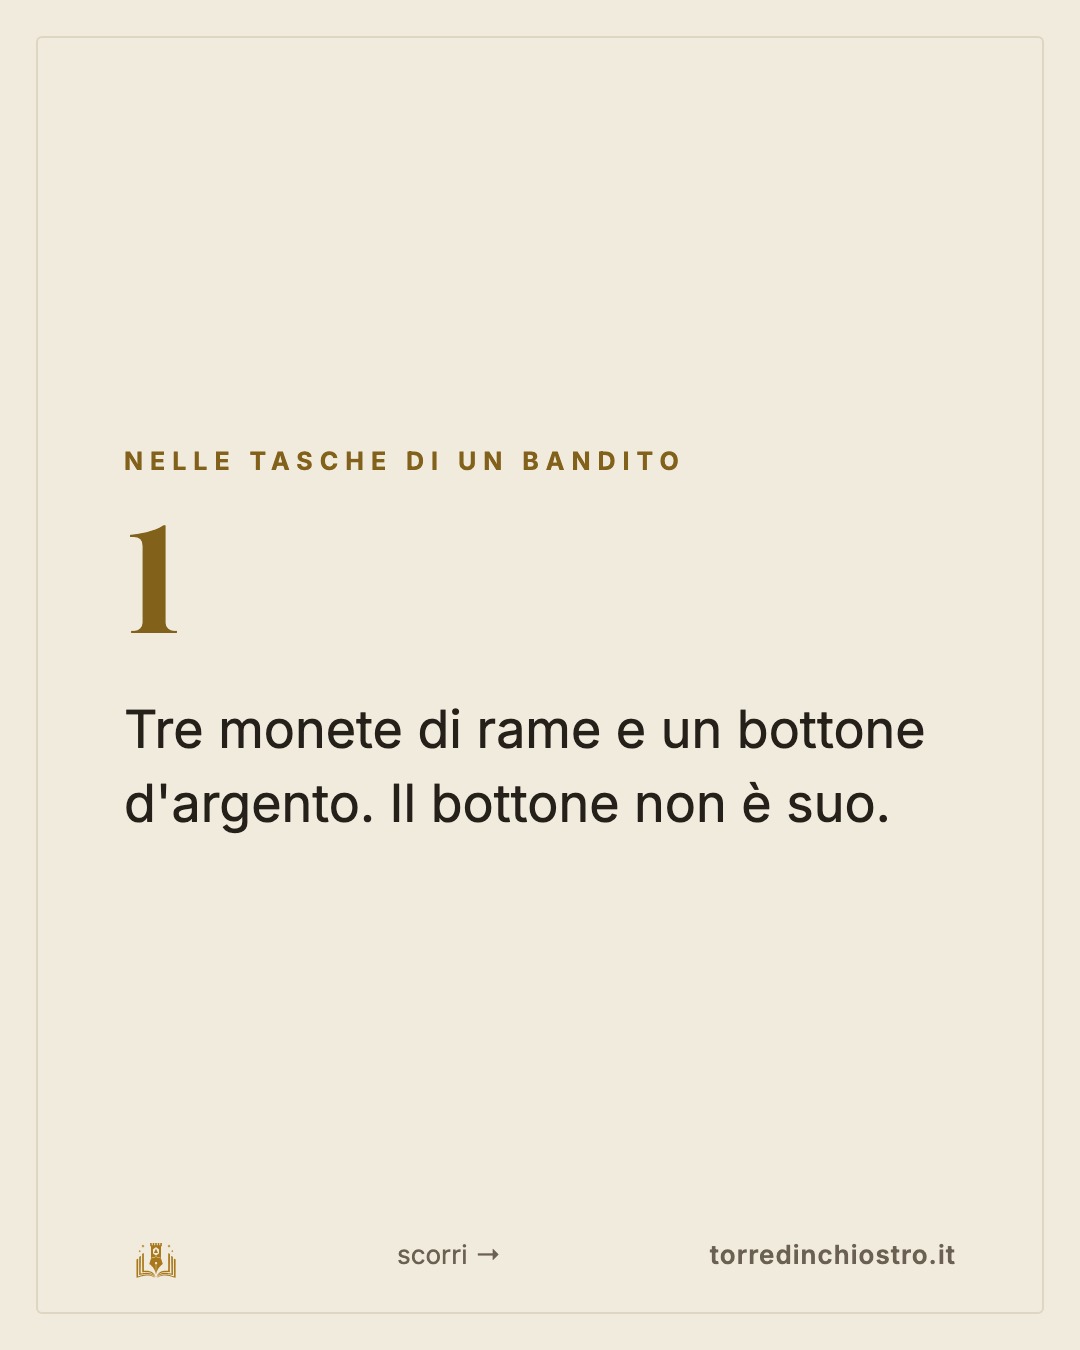 NELLE TASCHE DI UN BANDITO
1
Tre monete di rame e un bottone
d'argento. Il bottone non è suo.
scorri →
torredinchiostro.it